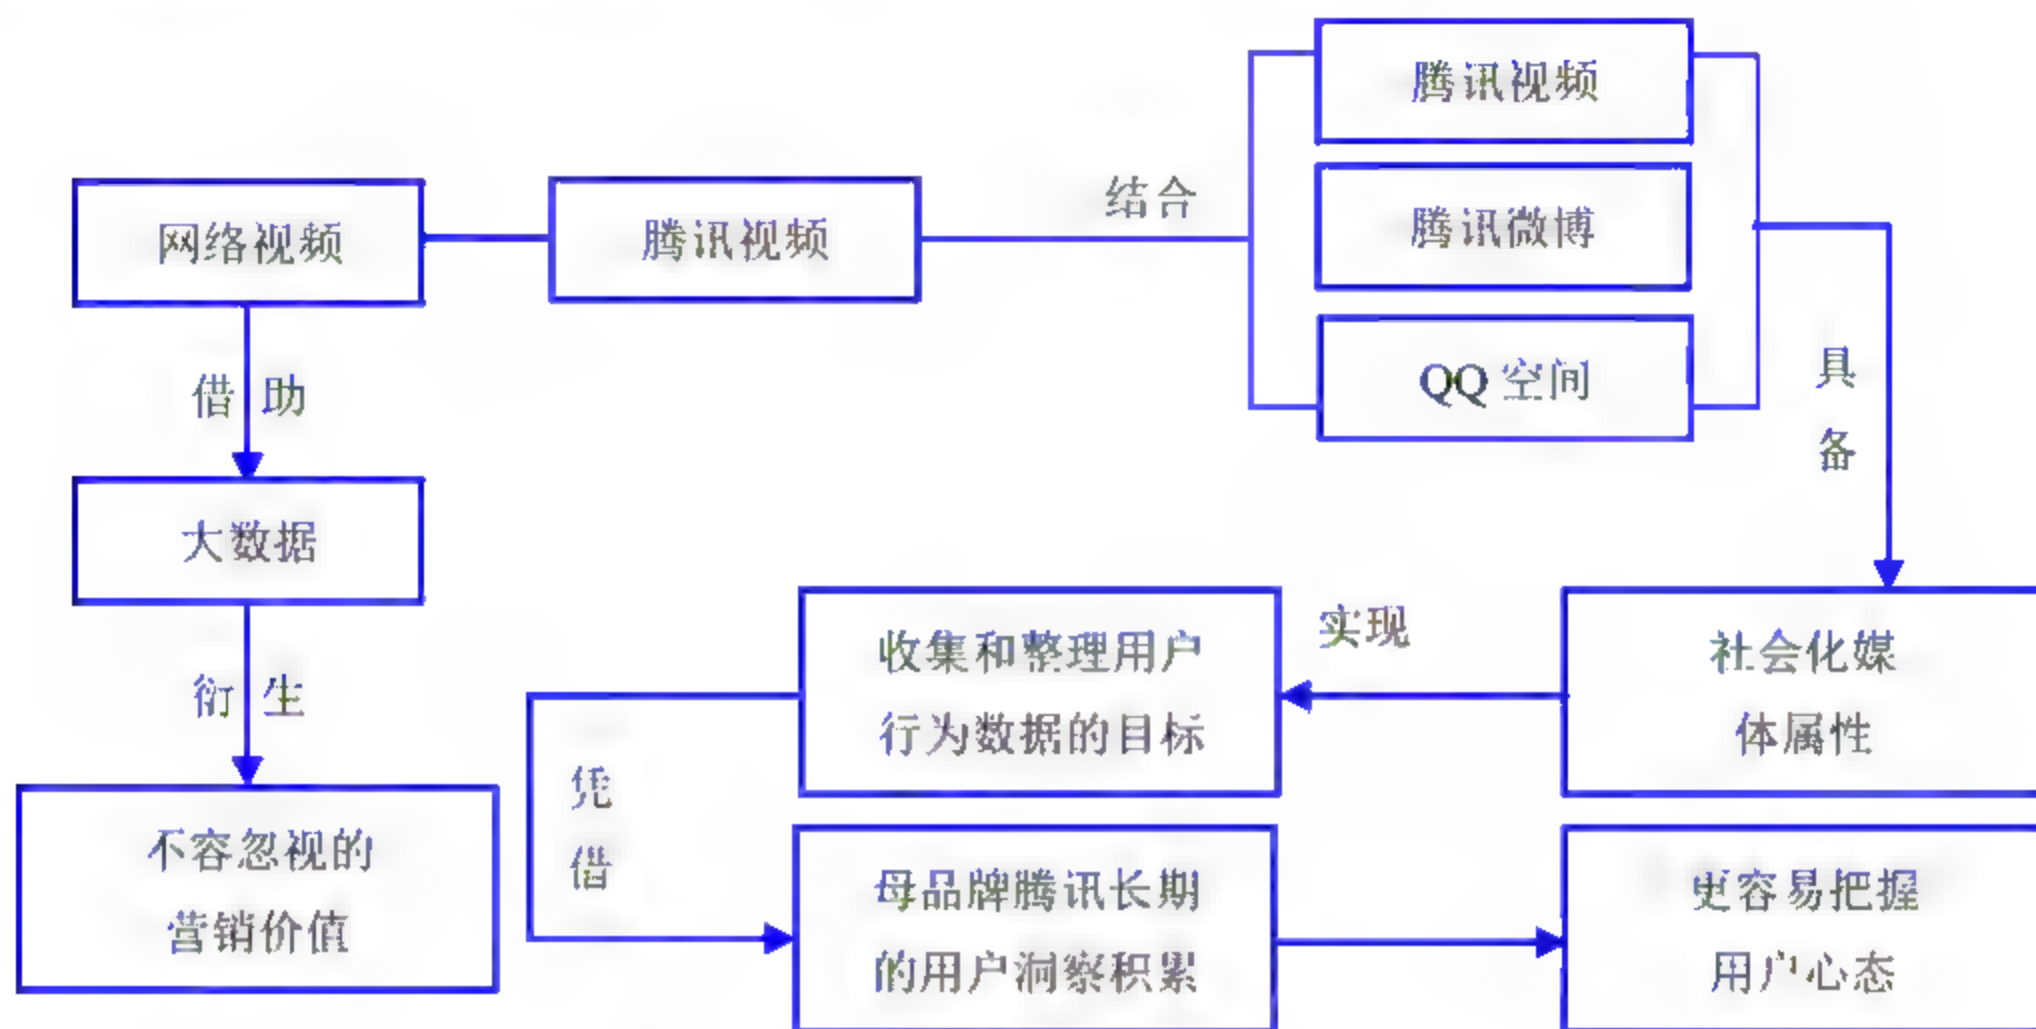 腾讯视频
结合
网络视频
腾讯视频
腾讯微博
QQ 空间
借 助
具
备
大数据
收集和整理用户
行为数据的目标
实现
社会化媒
体属性
衍 生
凭
借
不容忽视的
营销价值
母品牌腾讯长期
的用户洞察积累
更容易把握
用户心态